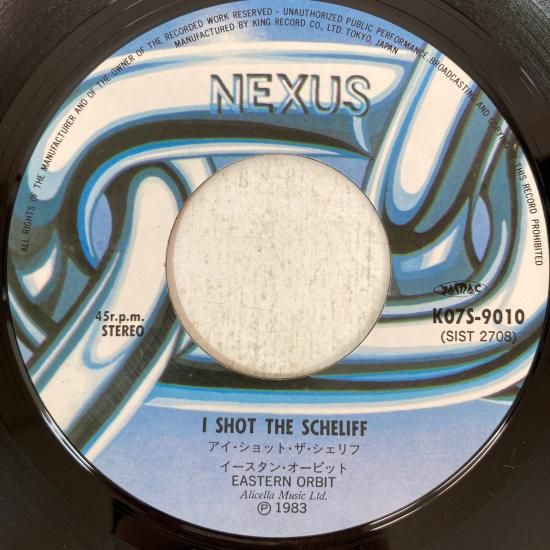 ALL RIGHTS OF THE MANUFACTURER AND OF THE OWNER OF THE RECORDED WORK RESERVED · UNAUTHORIZED PUBLIC PERFORMANCE, BROADCASTING AND COPYING OF THIS RECORD PROHIBITED
MANUFACTURED BY KING RECORD CO., LTD. TOKYO, JAPAN
NEXUS
45r.p.m.
STEREO
JASRAC
K07S-9010
(SIST 2708)
I SHOT THE SCHELIFF
アイ・ショット・ザ・シェリフ
イースタン・オービット
EASTERN ORBIT
Alicella Music Ltd.
Ⓟ 1983